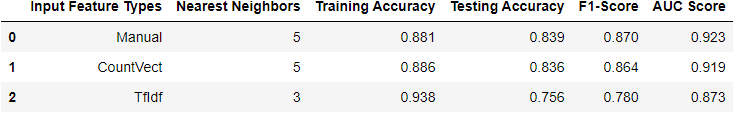 Input Feature Types Nearest Neighbors Training Accuracy Testing Accuracy F1-Score AUC Score
0 Manual 5 0.881 0.839 0.870 0.923
1 CountVect 5 0.886 0.836 0.864 0.919
2 TfIdf 3 0.938 0.756 0.780 0.873